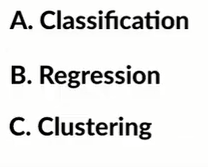 A. Classification
B. Regression
C. Clustering